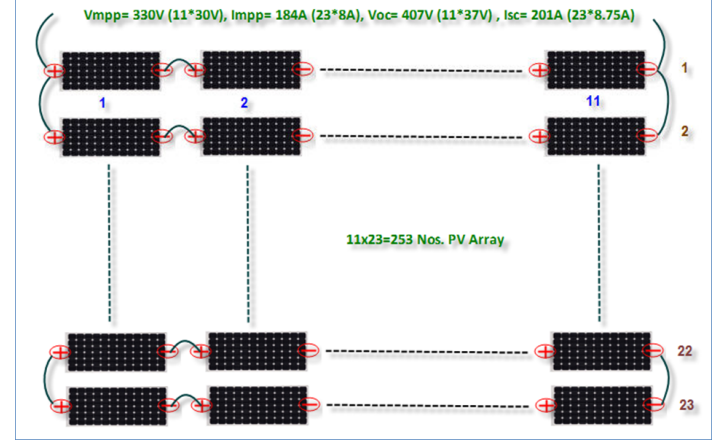 Vmpp= 330V (11*30V), Impp= 184A (23*8A), Voc= 407V (11*37V) , Isc= 201A (23*8.75A)
1
1 2 11
2
11x23=253 Nos. PV Array
22
23